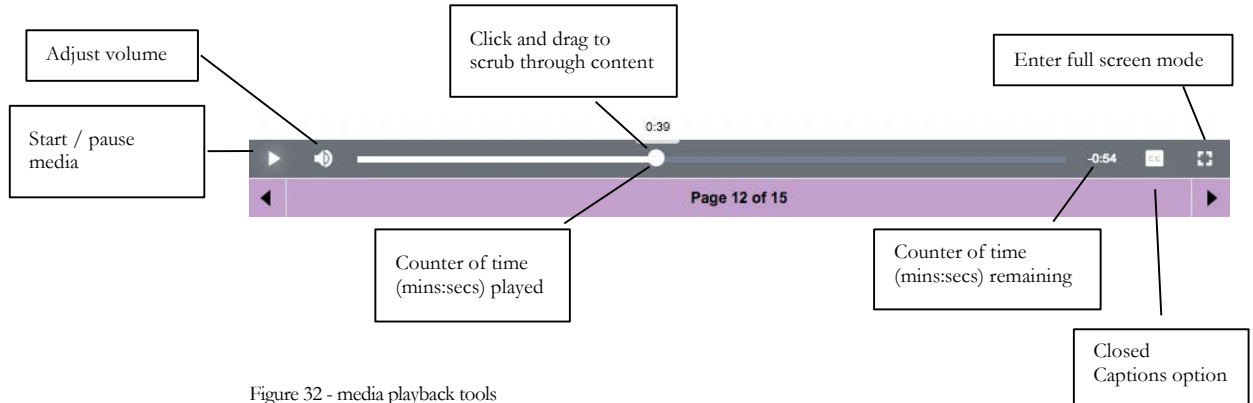 Adjust volume
Click and drag to
scrub through content
Enter full screen mode
Start / pause
media
0:39
-0:54
CC
Page 12 of 15
Counter of time
(mins:secs) played
Counter of time
(mins:secs) remaining
Closed
Captions option
Figure 32 - media playback tools